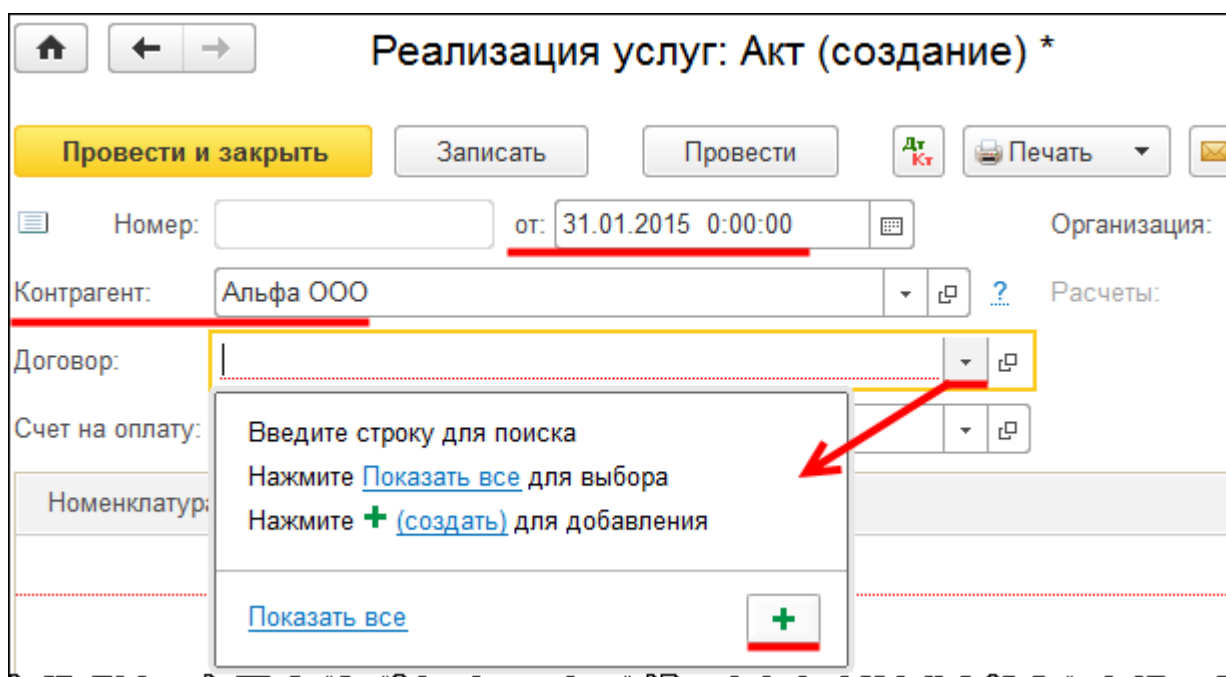 Реализация услуг: Акт (создание) *
Провести и закрыть Записать Провести Дт Кт Печать
Номер: от: 31.01.2015 0:00:00 Организация:
Контрагент: Альфа ООО ? Расчеты:
Договор:
Счет на оплату:
Введите строку для поиска
Нажмите Показать все для выбора
Номенклатура
Нажмите + (создать) для добавления
Показать все +